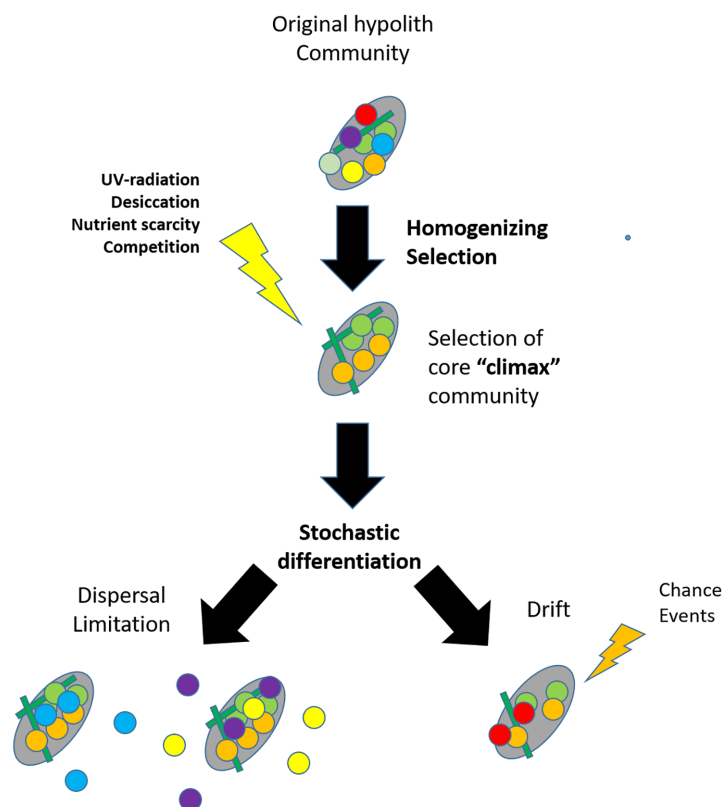 Original hypolith
Community
UV-radiation
Desiccation
Nutrient scarcity
Competition
Homogenizing
Selection
Selection of
core “climax”
community
Stochastic
differentiation
Dispersal
Limitation
Drift
Chance
Events